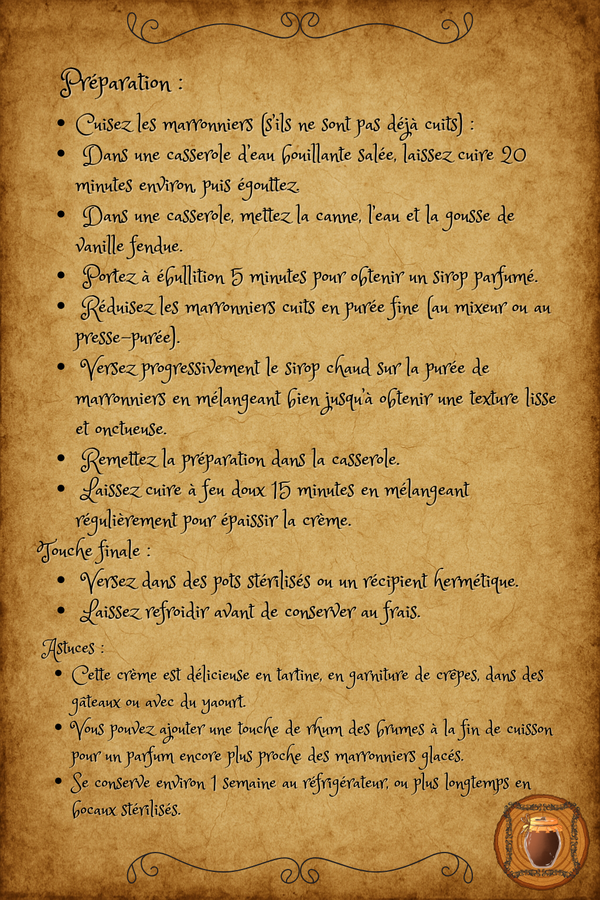 Préparation :
• Cuisez les marronniers (s'ils ne sont pas déjà cuits) :
• Dans une casserole d'eau bouillante salée, laissez cuire 20
minutes environ, puis égouttez.
• Dans une casserole, mettez la canne, l'eau et la gousse de
vanille fendue.
• Portez à ébullition 5 minutes pour obtenir un sirop parfumé.
• Réduisez les marronniers cuits en purée fine (au mixeur ou au
presse-purée).
• Versez progressivement le sirop chaud sur la purée de
marronniers en mélangeant bien jusqu'à obtenir une texture lisse
et onctueuse.
• Remettez la préparation dans la casserole.
• Laissez cuire à feu doux 15 minutes en mélangeant
régulièrement pour épaissir la crème.
Touche finale :
• Versez dans des pots stérilisés ou un récipient hermétique.
• Laissez refroidir avant de conserver au frais.
Astuces :
• Cette crème est délicieuse en tartine, en garniture de crêpes, dans des
gâteaux ou avec du yaourt.
• Vous pouvez ajouter une touche de rhum des brumes à la fin de cuisson
pour un parfum encore plus proche des marronniers glacés.
• Se conserve environ 1 semaine au réfrigérateur, ou plus longtemps en
bocaux stérilisés.